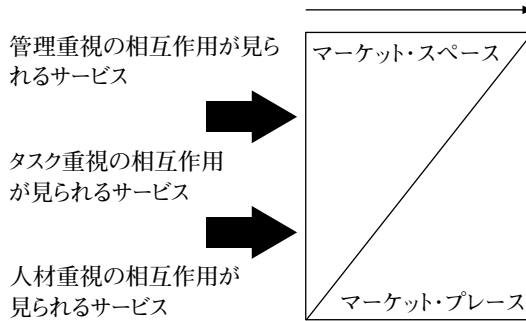 管理重視の相互作用が見ら
れるサービス
マーケット・スペース
タスク重視の相互作用
が見られるサービス
人材重視の相互作用が
見られるサービス
マーケット・プレース